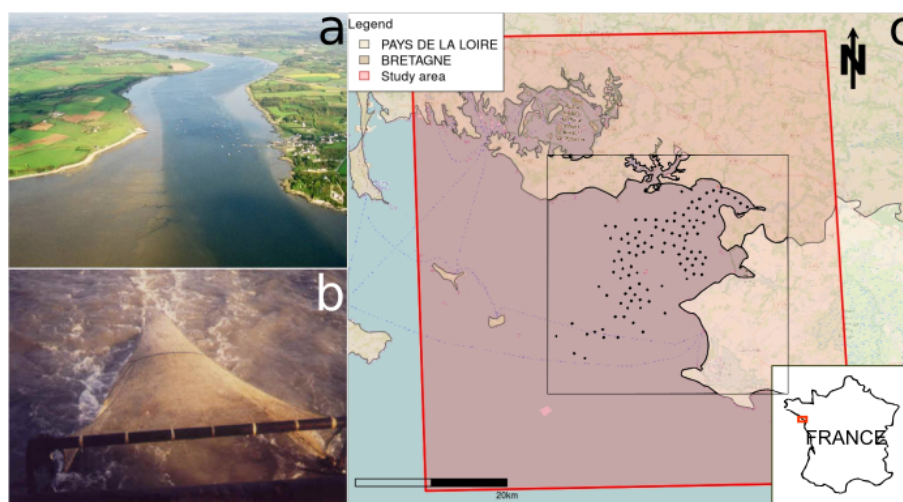 a
b
c
Legend
PAYS DE LA LOIRE
BRETAGNE
Study area
N
20km
FRANCE